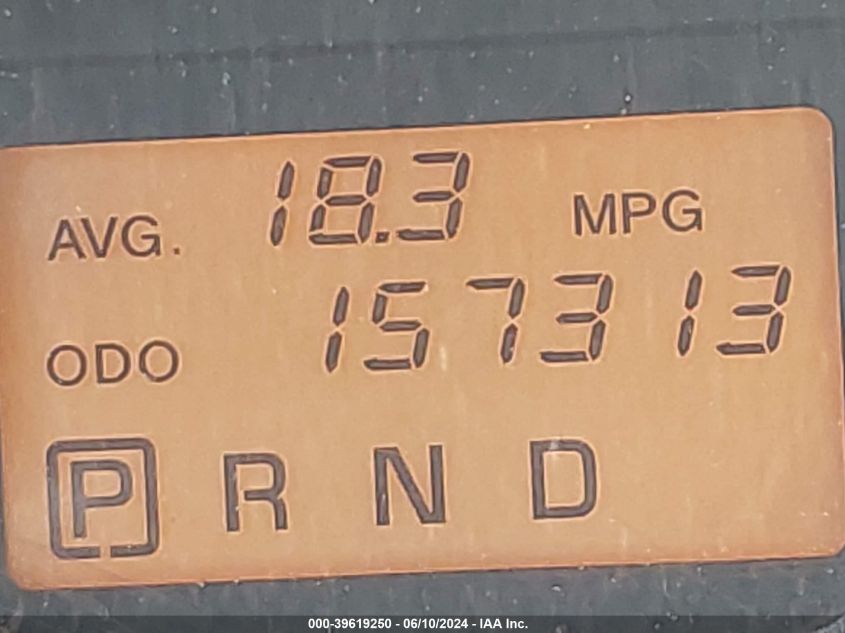 AVG. 18.3 MPG
ODO 157313
P R N D
000-39619250 - 06/10/2024 - IAA Inc.